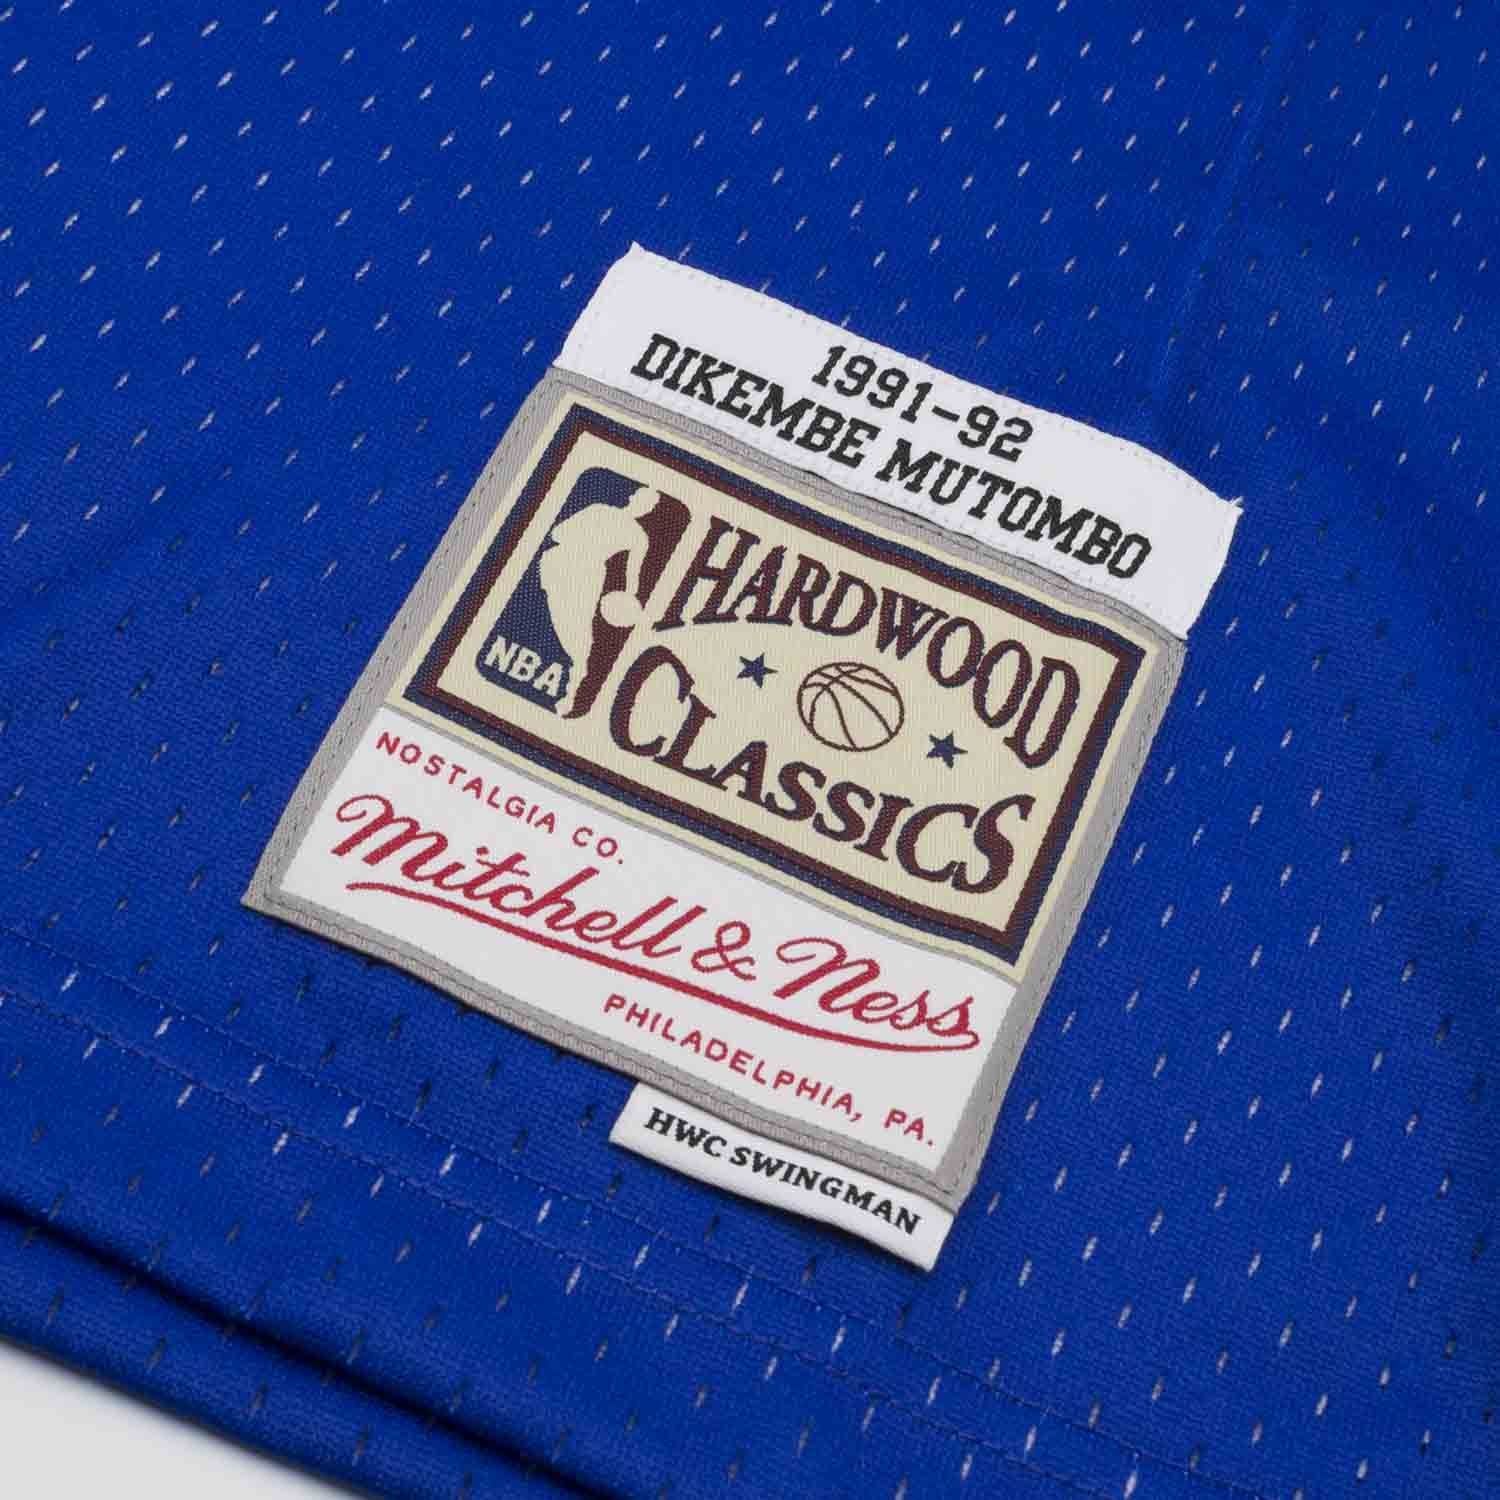 1991-92
DIKEMBE MUTOMBO
NBA
HARDWOOD
CLASSICS
NOSTALGIA CO.
Mitchell & Ness
PHILADELPHIA, PA.
HWC SWINGMAN